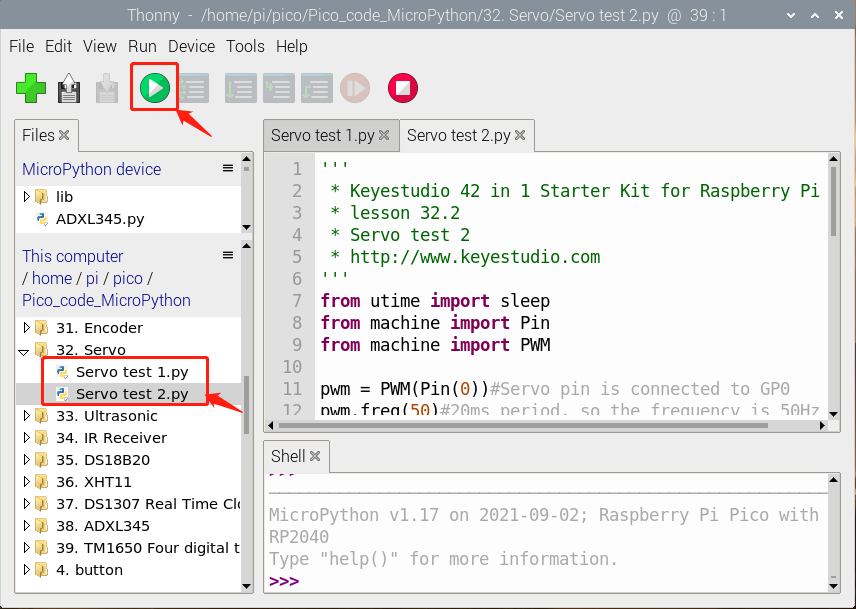 Thonny - /home/pi/pico/Pico_code_MicroPython/32. Servo/Servo test 2.py @ 39 : 1
File Edit View Run Device Tools Help
Files
MicroPython device
lib
ADXL345.py
This computer
/ home / pi / pico /
Pico_code_MicroPython
31. Encoder
32. Servo
Servo test 1.py
Servo test 2.py
33. Ultrasonic
34. IR Receiver
35. DS18B20
36. XHT11
37. DS1307 Real Time Clo
38. ADXL345
39. TM1650 Four digital t
4. button
Servo test 1.py Servo test 2.py
1 '''
2 * Keyestudio 42 in 1 Starter Kit for Raspberry Pi
3 * lesson 32.2
4 * Servo test 2
5 * http://www.keyestudio.com
6 '''
7 from utime import sleep
8 from machine import Pin
9 from machine import PWM
10
11 pwm = PWM(Pin(0))#Servo pin is connected to GP0
12 pwm.freq(50)#20ms period, so the frequency is 50Hz
Shell
>>>
MicroPython v1.17 on 2021-09-02; Raspberry Pi Pico with
RP2040
Type "help()" for more information.
>>>